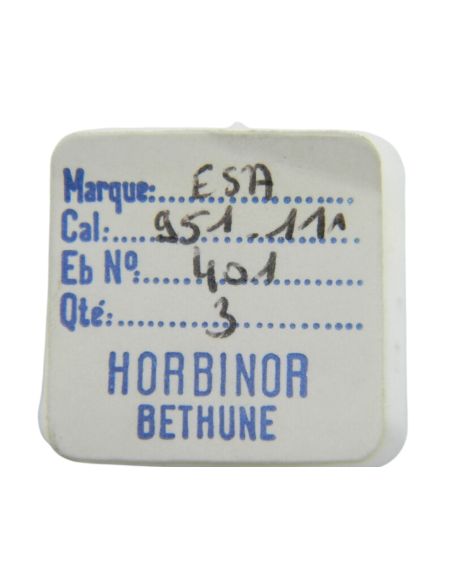 Marque: ESA
Cal: 951.111
Eb Nº: 401
Qté: 3
HORBINOR
BETHUNE